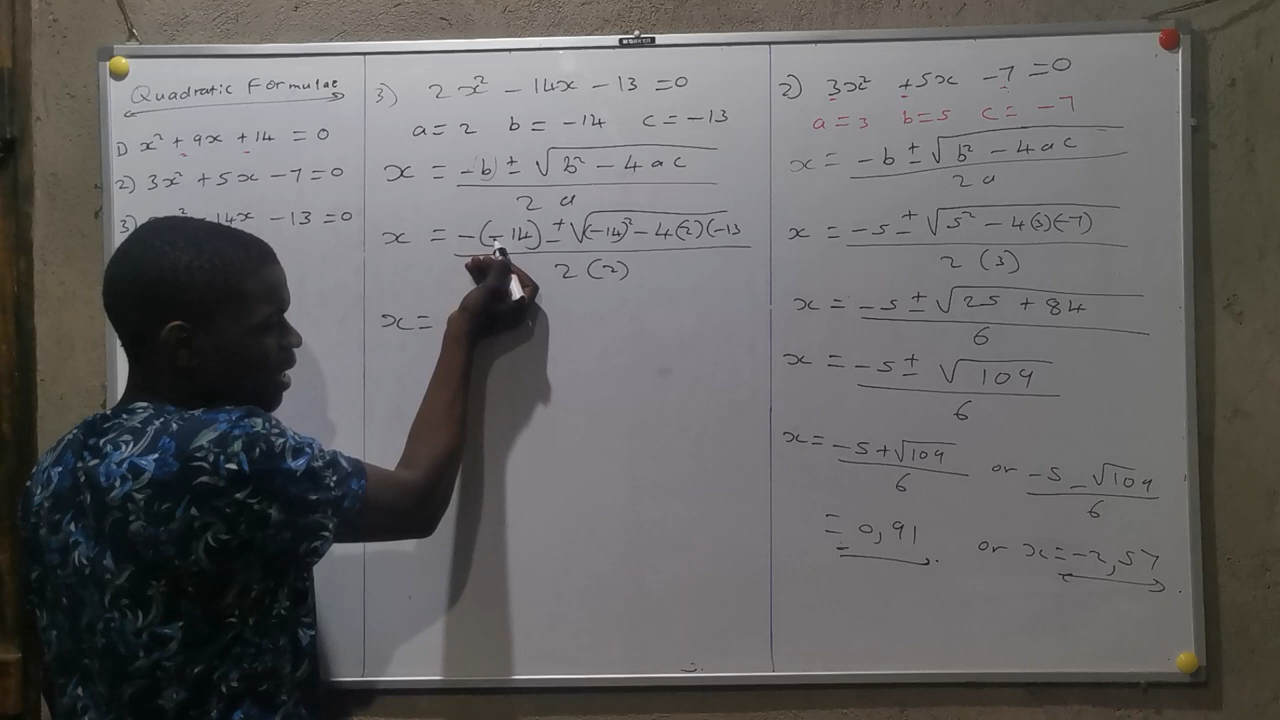 Quadratic Formulae
1) x² + 9x + 14 = 0
2) 3x² + 5x - 7 = 0
3) - 14x - 13 = 0
3) 2x² - 14x - 13 = 0
a = 2 b = -14 c = -13
x = -b ± √b² - 4ac
2a
x = -(-14) ± √(-14)² - 4(2)(-13
2(2)
x =
2) 3x² + 5x - 7 = 0
a = 3 b = 5 c = -7
x = -b ± √b² - 4ac
2a
x = -5 ± √5² - 4(3)(-7)
2(3)
x = -5 ± √25 + 84
6
x = -5 ± √109
6
x = -5 + √109 or -5 - √109
6 6
= 0,91 or x = -2,57